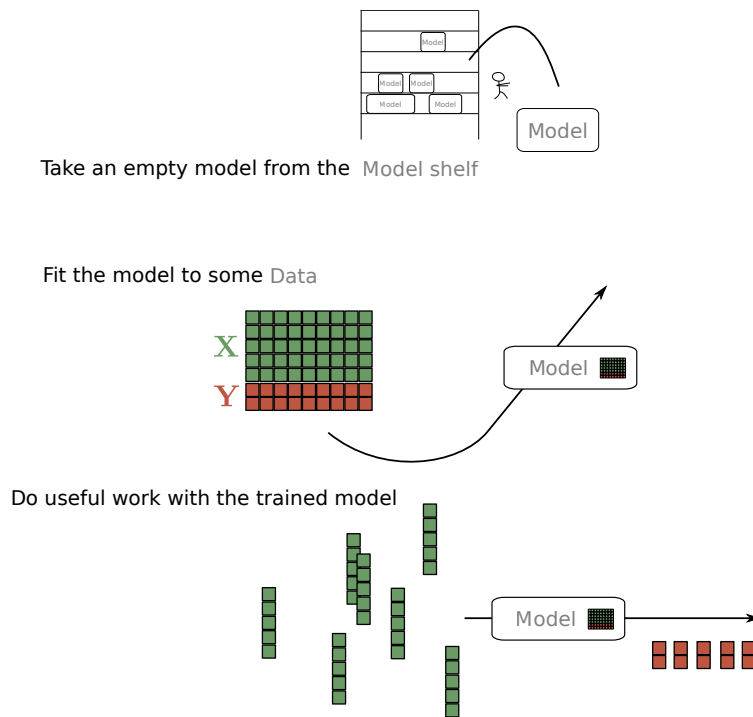 Model
Model
Model Model
Model Model
Model
Take an empty model from the Model shelf
Fit the model to some Data
X
Model
Y
Do useful work with the trained model
Model